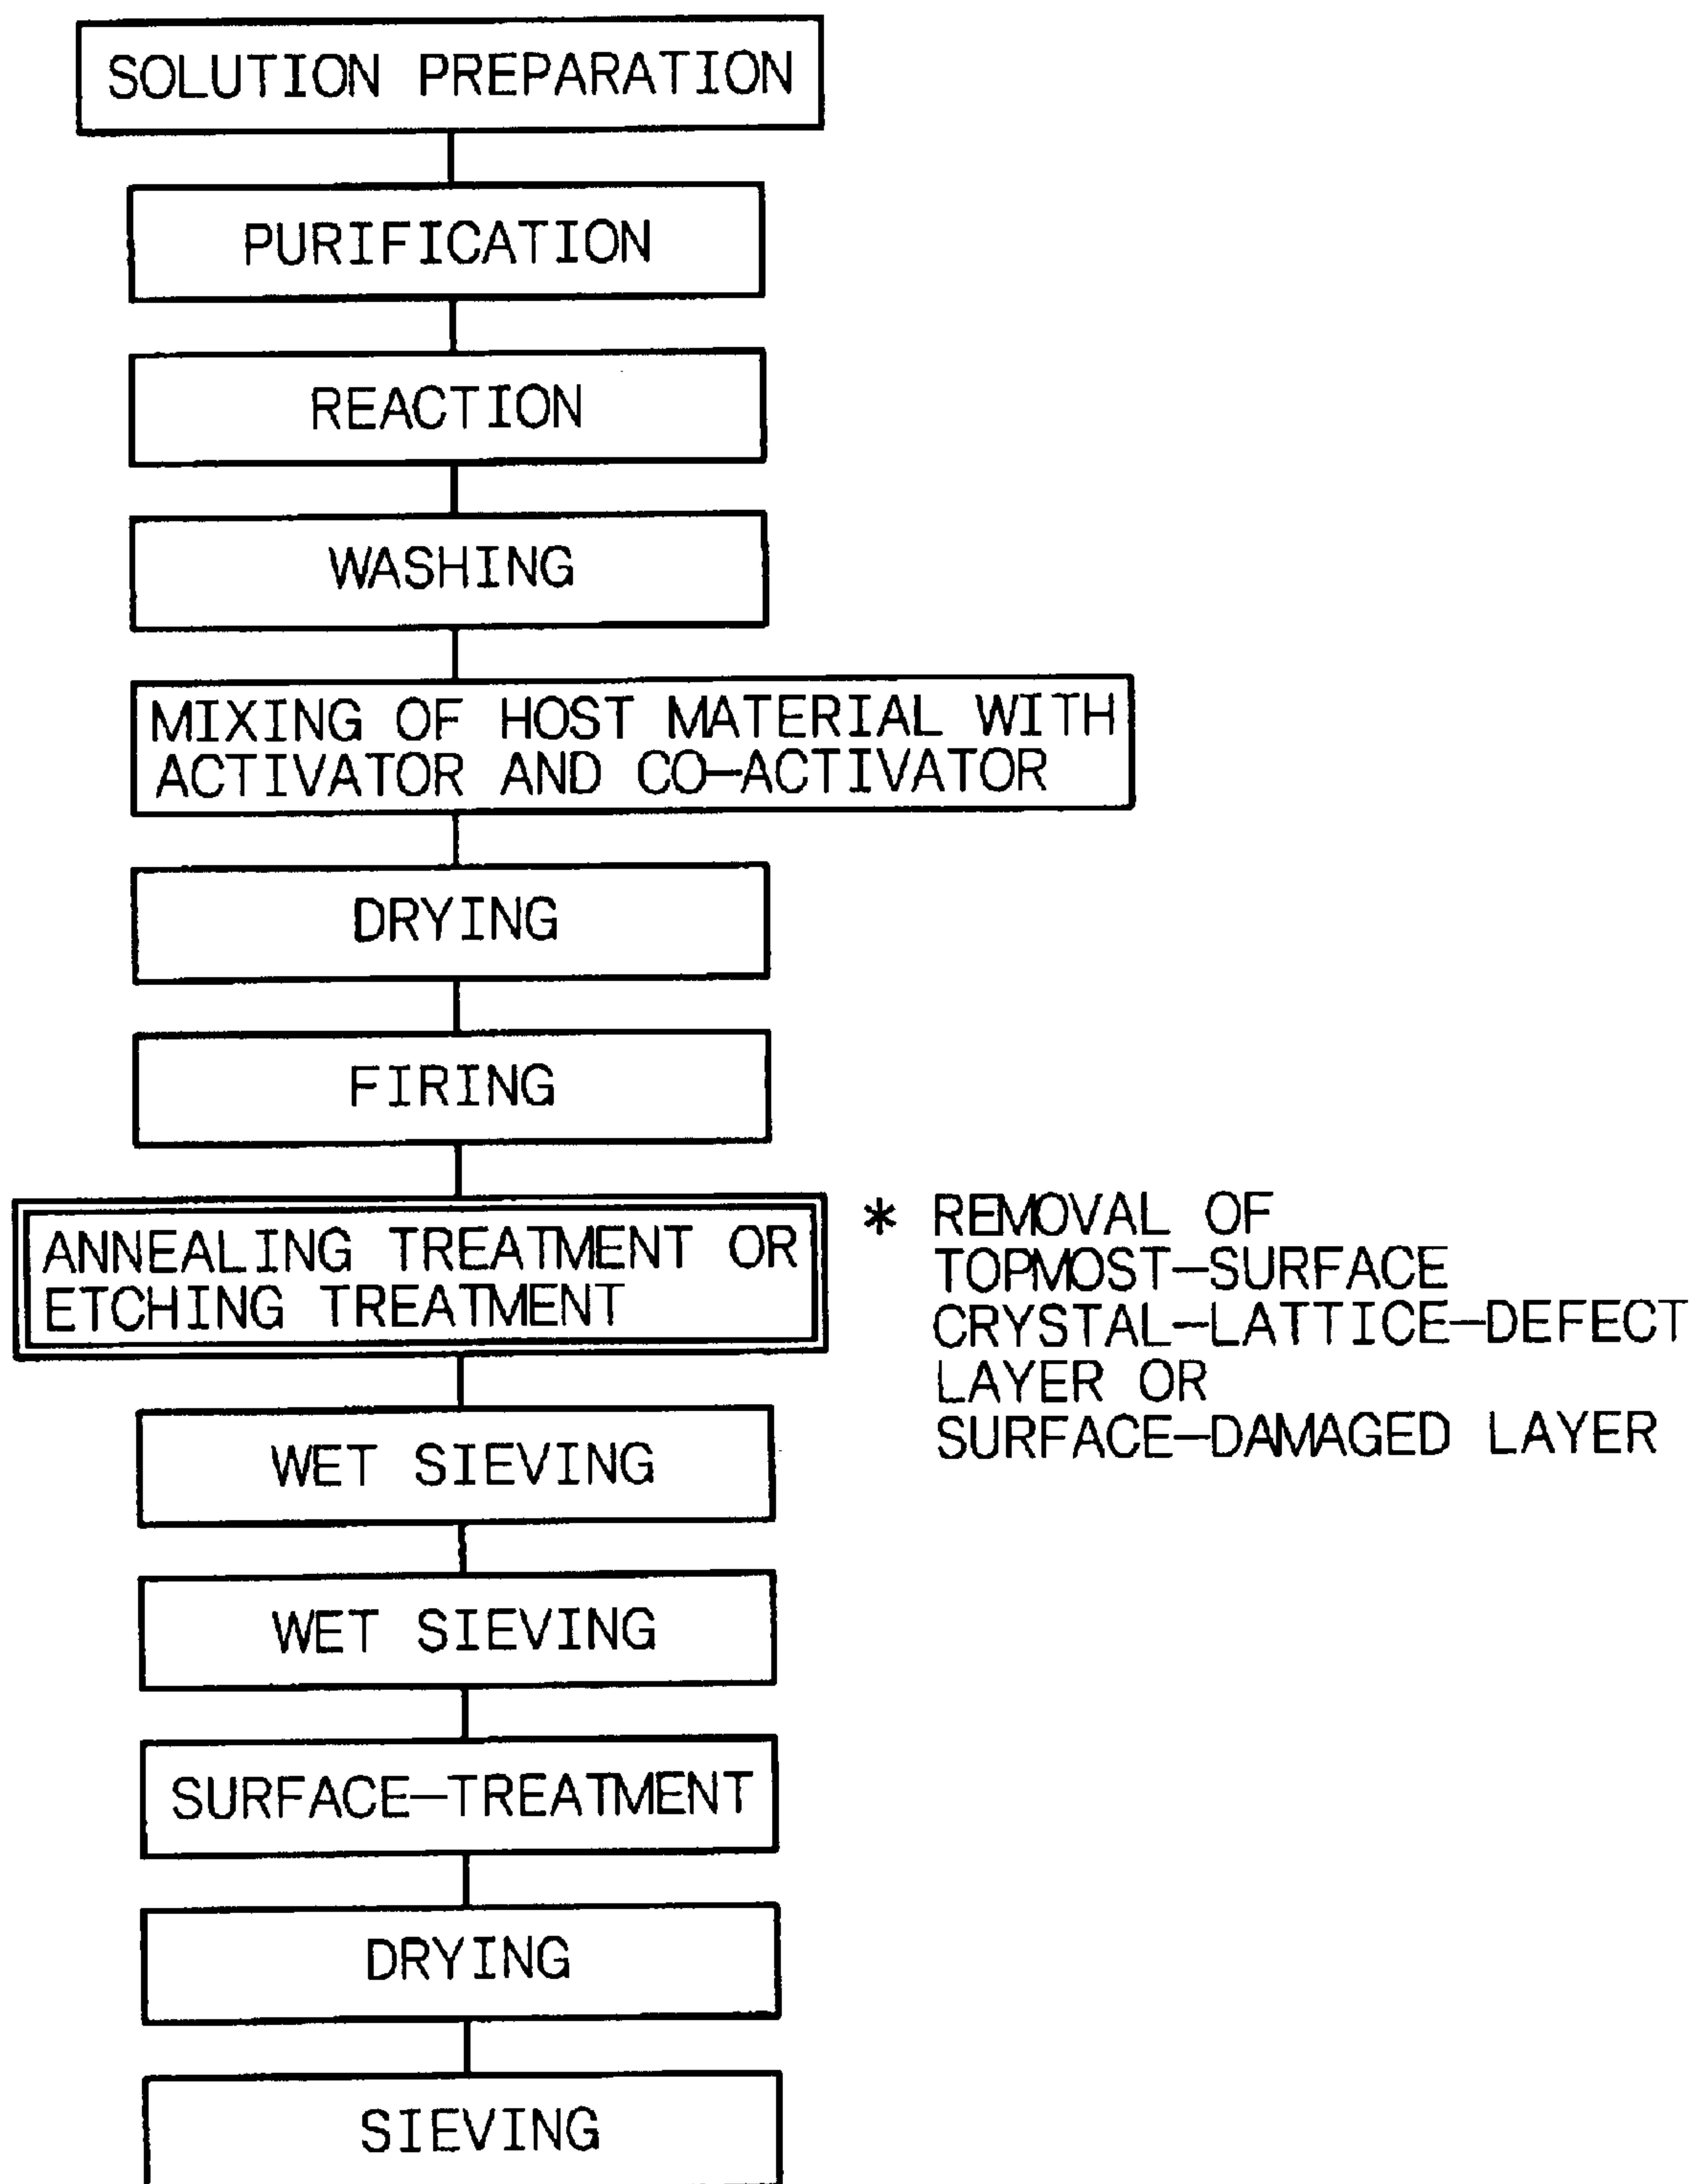 SOLUTION PREPARATION
PURIFICATION
REACTION
WASHING
MIXING OF HOST MATERIAL WITH
ACTIVATOR AND CO-ACTIVATOR
DRYING
FIRING
ANNEALING TREATMENT OR
ETCHING TREATMENT
* REMOVAL OF
TOPMOST-SURFACE
CRYSTAL-LATTICE-DEFECT
LAYER OR
SURFACE-DAMAGED LAYER
WET SIEVING
WET SIEVING
SURFACE-TREATMENT
DRYING
SIEVING